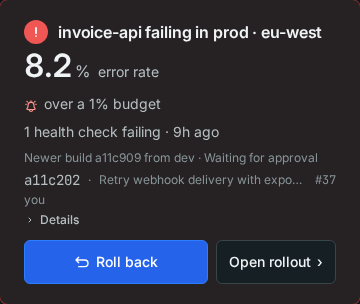 ! invoice-api failing in prod · eu-west
8.2 % error rate
over a 1% budget
1 health check failing · 9h ago
Newer build a11c909 from dev · Waiting for approval
a11c202 · Retry webhook delivery with expo... #37
you
› Details
Roll back
Open rollout ›